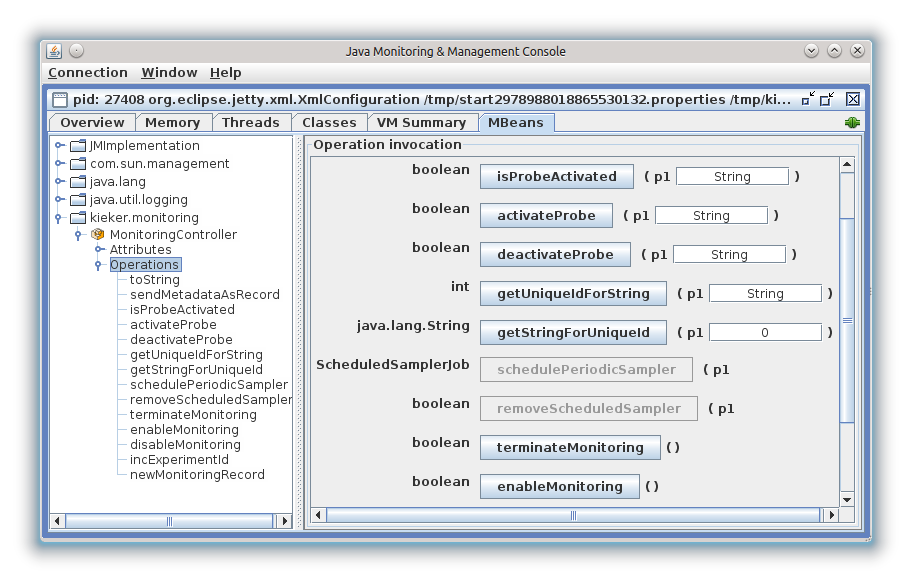 Java Monitoring & Management Console
Connection Window Help
pid: 27408 org.eclipse.jetty.xml.XmlConfiguration /tmp/start2978988018865530132.properties /tmp/ki...
Overview Memory Threads Classes VM Summary MBeans
JMImplementation
com.sun.management
java.lang
java.util.logging
kieker.monitoring
MonitoringController
Attributes
Operations
toString
sendMetadataAsRecord
isProbeActivated
activateProbe
deactivateProbe
getUniqueIdForString
getStringForUniqueId
schedulePeriodicSampler
removeScheduledSampler
terminateMonitoring
enableMonitoring
disableMonitoring
incExperimentId
newMonitoringRecord
Operation invocation
boolean isProbeActivated ( p1 String )
boolean activateProbe ( p1 String )
boolean deactivateProbe ( p1 String )
int getUniqueIdForString ( p1 String )
java.lang.String getStringForUniqueId ( p1 0 )
ScheduledSamplerJob schedulePeriodicSampler ( p1
boolean removeScheduledSampler ( p1
boolean terminateMonitoring ()
boolean enableMonitoring ()